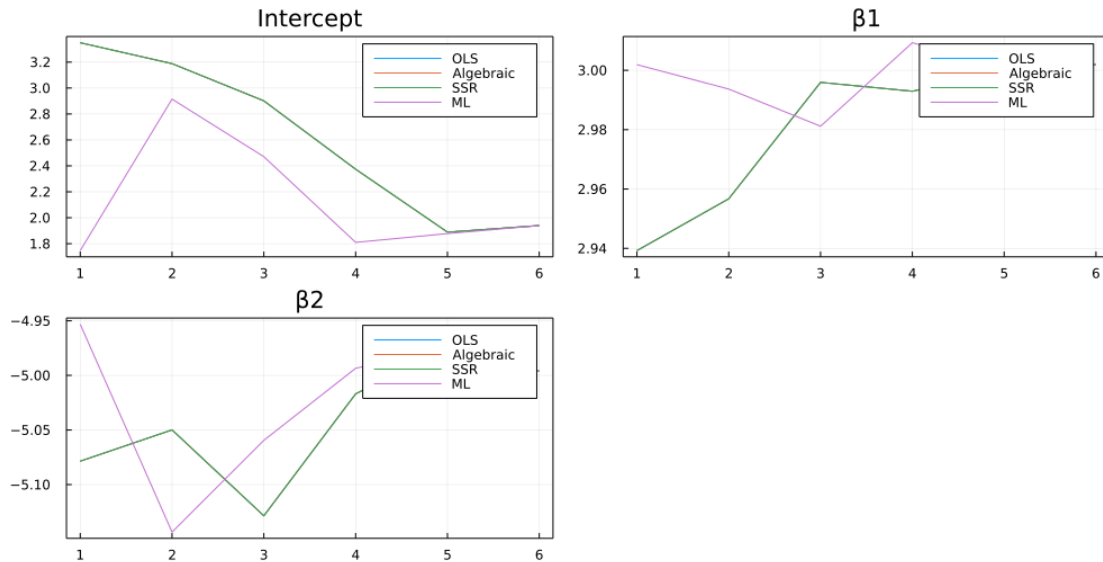 Intercept
3.2
3.0
2.8
2.6
2.4
2.2
2.0
1.8
1 2 3 4 5 6
OLS
Algebraic
SSR
ML
β1
3.00
2.98
2.96
2.94
1 2 3 4 5 6
OLS
Algebraic
SSR
ML
β2
−4.95
−5.00
−5.05
−5.10
1 2 3 4 5 6
OLS
Algebraic
SSR
ML